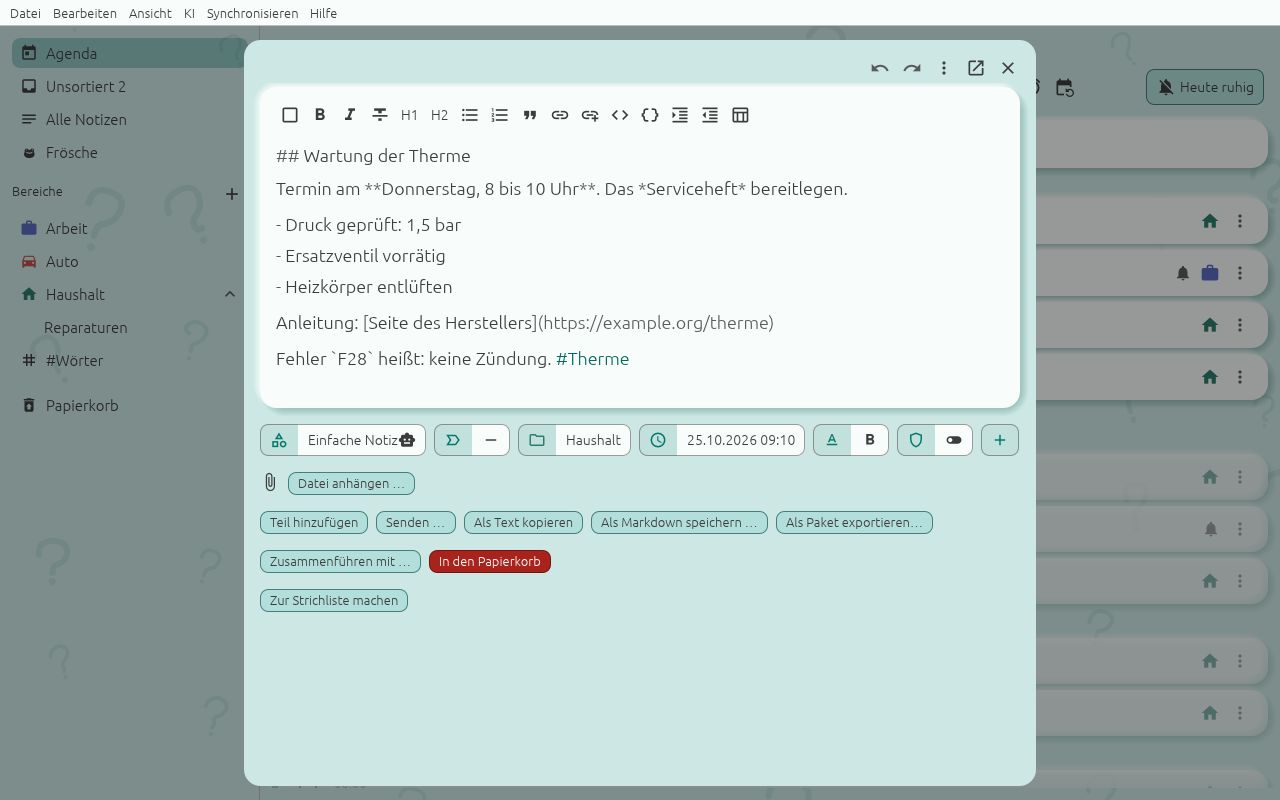 Datei Bearbeiten Ansicht KI Synchronisieren Hilfe
Agenda
Unsortiert 2
Alle Notizen
Frösche
Bereiche
Arbeit
Auto
Haushalt
Reparaturen
#Wörter
Papierkorb
Heute ruhig
H1 H2
## Wartung der Therme
Termin am **Donnerstag, 8 bis 10 Uhr**. Das *Serviceheft* bereitlegen.
- Druck geprüft: 1,5 bar
- Ersatzventil vorrätig
- Heizkörper entlüften
Anleitung: [Seite des Herstellers](https://example.org/therme)
Fehler `F28` heißt: keine Zündung. #Therme
Einfache Notiz
Haushalt
25.10.2026 09:10
A B
Datei anhängen …
Teil hinzufügen Senden … Als Text kopieren Als Markdown speichern … Als Paket exportieren…
Zusammenführen mit … In den Papierkorb
Zur Strichliste machen